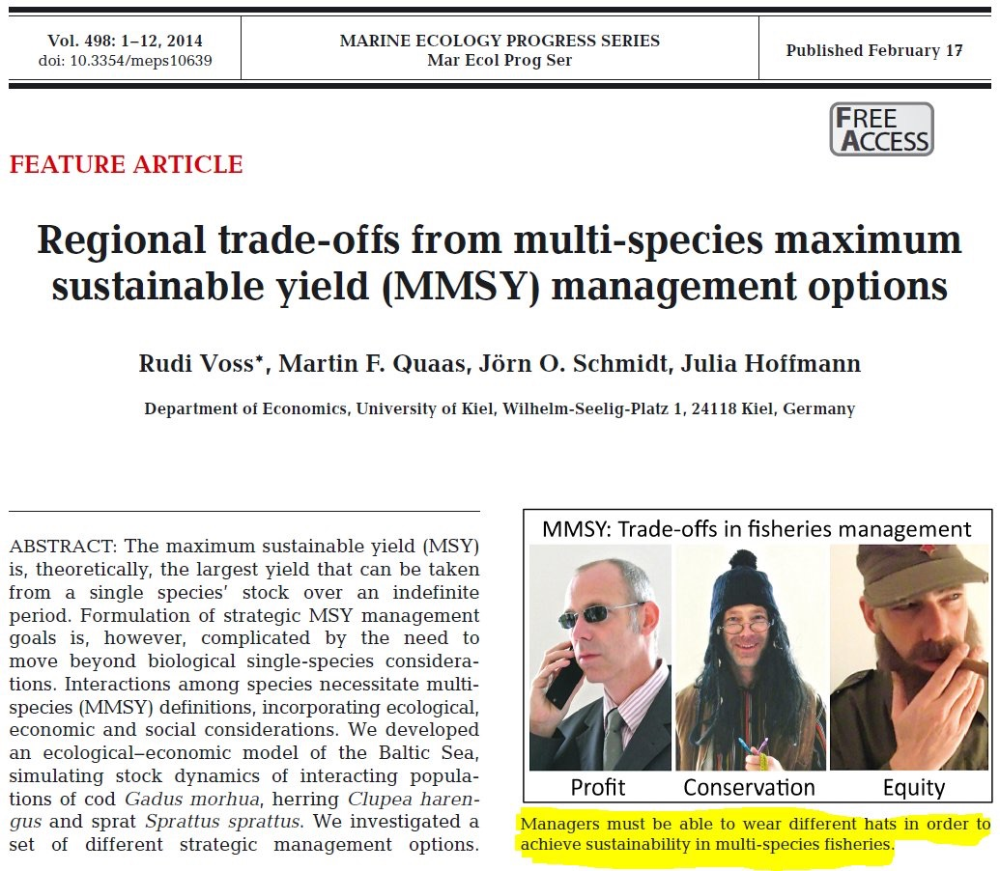 Vol. 498: 1–12, 2014
doi: 10.3354/meps10639
MARINE ECOLOGY PROGRESS SERIES
Mar Ecol Prog Ser
Published February 17
FREE
ACCESS
FEATURE ARTICLE
Regional trade-offs from multi-species maximum
sustainable yield (MMSY) management options
Rudi Voss*, Martin F. Quaas, Jörn O. Schmidt, Julia Hoffmann
Department of Economics, University of Kiel, Wilhelm-Seelig-Platz 1, 24118 Kiel, Germany
ABSTRACT: The maximum sustainable yield (MSY)
is, theoretically, the largest yield that can be taken
from a single species’ stock over an indefinite
period. Formulation of strategic MSY management
goals is, however, complicated by the need to
move beyond biological single-species considera-
tions. Interactions among species necessitate multi-
species (MMSY) definitions, incorporating ecological,
economic and social considerations. We developed
an ecological–economic model of the Baltic Sea,
simulating stock dynamics of interacting popula-
tions of cod Gadus morhua, herring Clupea haren-
gus and sprat Sprattus sprattus. We investigated a
set of different strategic management options.
MMSY: Trade-offs in fisheries management
Profit
Conservation
Equity
Managers must be able to wear different hats in order to
achieve sustainability in multi-species fisheries.